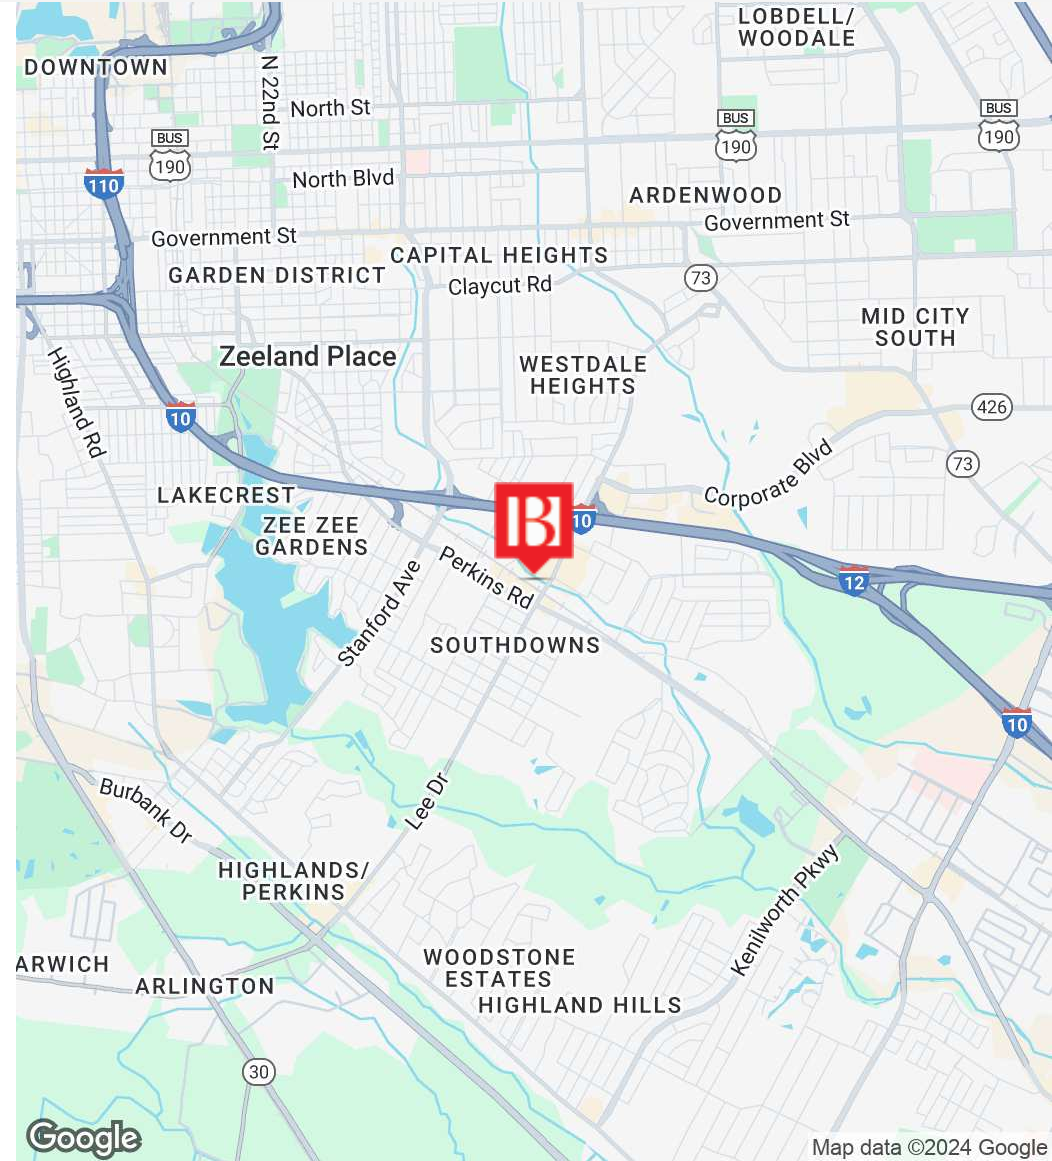 LOBDELL/
WOODALE
DOWNTOWN
N 22nd St
North St
BUS
190
BUS
190
BUS
190
110
North Blvd
ARDENWOOD
Government St
Government St
CAPITAL HEIGHTS
GARDEN DISTRICT
Claycut Rd
73
MID CITY
SOUTH
Highland Rd
Zeeland Place
WESTDALE
HEIGHTS
10
426
Corporate Blvd
73
LAKECREST
B
10
ZEE ZEE
GARDENS
Stanford Ave
Perkins Rd
12
SOUTHDOWNS
10
Burbank Dr
Lee Dr
HIGHLANDS/
PERKINS
Kenilworth Pkwy
ARWICH
ARLINGTON
WOODSTONE
ESTATES
HIGHLAND HILLS
30
Google
Map data ©2024 Google